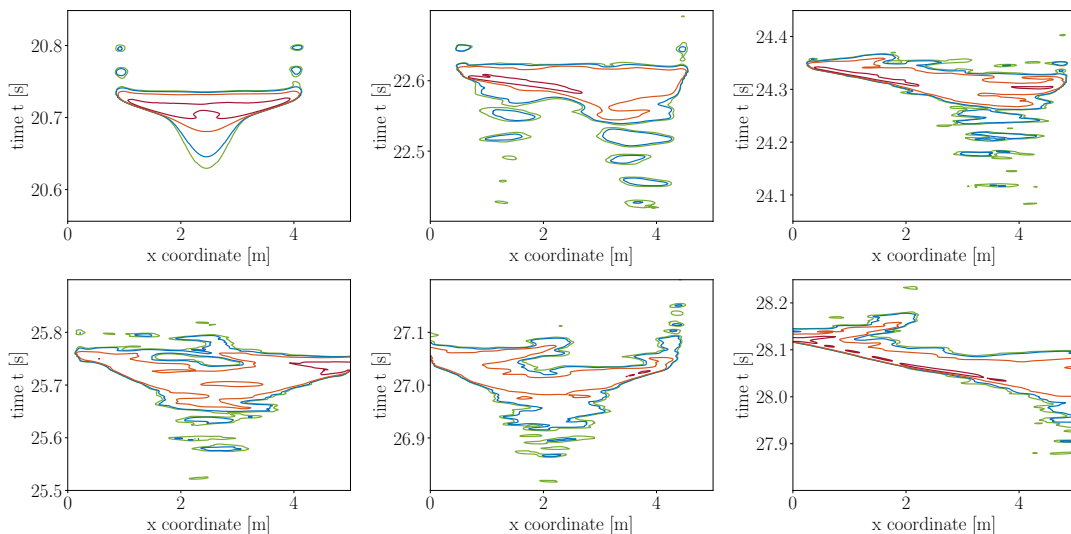 20.8
20.7
20.6
time t [s]
0 2 4
x coordinate [m]
22.6
22.5
time t [s]
0 2 4
x coordinate [m]
24.4
24.3
24.2
24.1
time t [s]
0 2 4
x coordinate [m]
25.8
25.7
25.6
25.5
time t [s]
0 2 4
x coordinate [m]
27.1
27.0
26.9
time t [s]
0 2 4
x coordinate [m]
28.2
28.1
28.0
27.9
time t [s]
0 2 4
x coordinate [m]